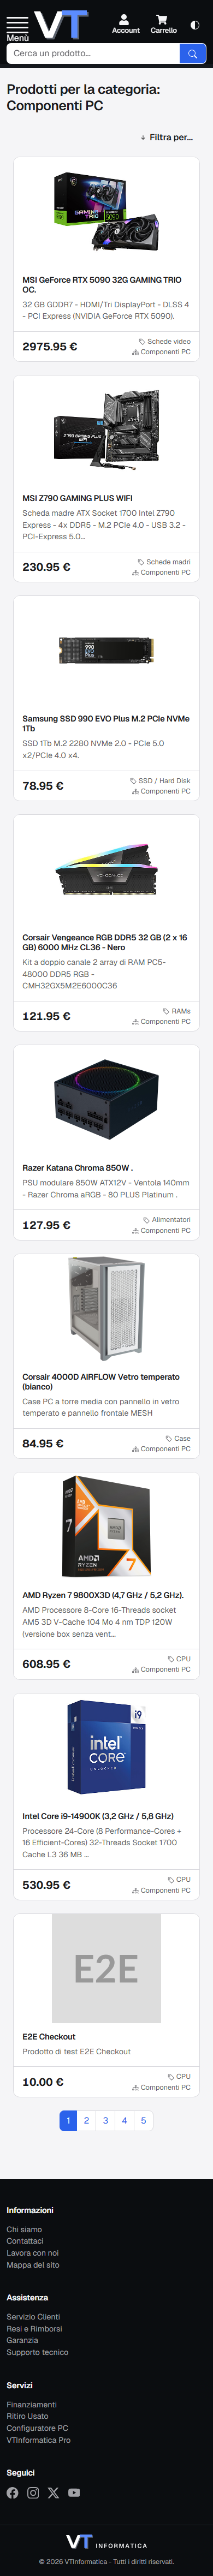 Menù
VT
Account
Carrello
Cerca un prodotto...
Prodotti per la categoria:
Componenti PC
Filtra per...
MSI GeForce RTX 5090 32G GAMING TRIO
OC.
32 GB GDDR7 - HDMI/Tri DisplayPort - DLSS 4
- PCI Express (NVIDIA GeForce RTX 5090).
2975.95 €
Schede video
Componenti PC
MSI Z790 GAMING PLUS WIFI
Scheda madre ATX Socket 1700 Intel Z790
Express - 4x DDR5 - M.2 PCIe 4.0 - USB 3.2 -
PCI-Express 5.0...
230.95 €
Schede madri
Componenti PC
Samsung SSD 990 EVO Plus M.2 PCIe NVMe
1Tb
SSD 1Tb M.2 2280 NVMe 2.0 - PCIe 5.0
x2/PCIe 4.0 x4.
78.95 €
SSD / Hard Disk
Componenti PC
Corsair Vengeance RGB DDR5 32 GB (2 x 16
GB) 6000 MHz CL36 - Nero
Kit a doppio canale 2 array di RAM PC5-
48000 DDR5 RGB -
CMH32GX5M2E6000C36
121.95 €
RAMs
Componenti PC
Razer Katana Chroma 850W .
PSU modulare 850W ATX12V - Ventola 140mm
- Razer Chroma aRGB - 80 PLUS Platinum .
127.95 €
Alimentatori
Componenti PC
Corsair 4000D AIRFLOW Vetro temperato
(bianco)
Case PC a torre media con pannello in vetro
temperato e pannello frontale MESH
84.95 €
Case
Componenti PC
AMD
RYZEN
7
AMD Ryzen 7 9800X3D (4,7 GHz / 5,2 GHz).
AMD Processore 8-Core 16-Threads socket
AM5 3D V-Cache 104 Mo 4 nm TDP 120W
(versione box senza vent...
608.95 €
CPU
Componenti PC
i9
intel
CORE
UNLOCKED
Intel Core i9-14900K (3,2 GHz / 5,8 GHz)
Processore 24-Core (8 Performance-Cores +
16 Efficient-Cores) 32-Threads Socket 1700
Cache L3 36 MB ...
530.95 €
CPU
Componenti PC
E2E
E2E Checkout
Prodotto di test E2E Checkout
10.00 €
CPU
Componenti PC
1 2 3 4 5
Informazioni
Chi siamo
Contattaci
Lavora con noi
Mappa del sito
Assistenza
Servizio Clienti
Resi e Rimborsi
Garanzia
Supporto tecnico
Servizi
Finanziamenti
Ritiro Usato
Configuratore PC
VTInformatica Pro
Seguici
VT INFORMATICA
© 2026 VTInformatica - Tutti i diritti riservati.